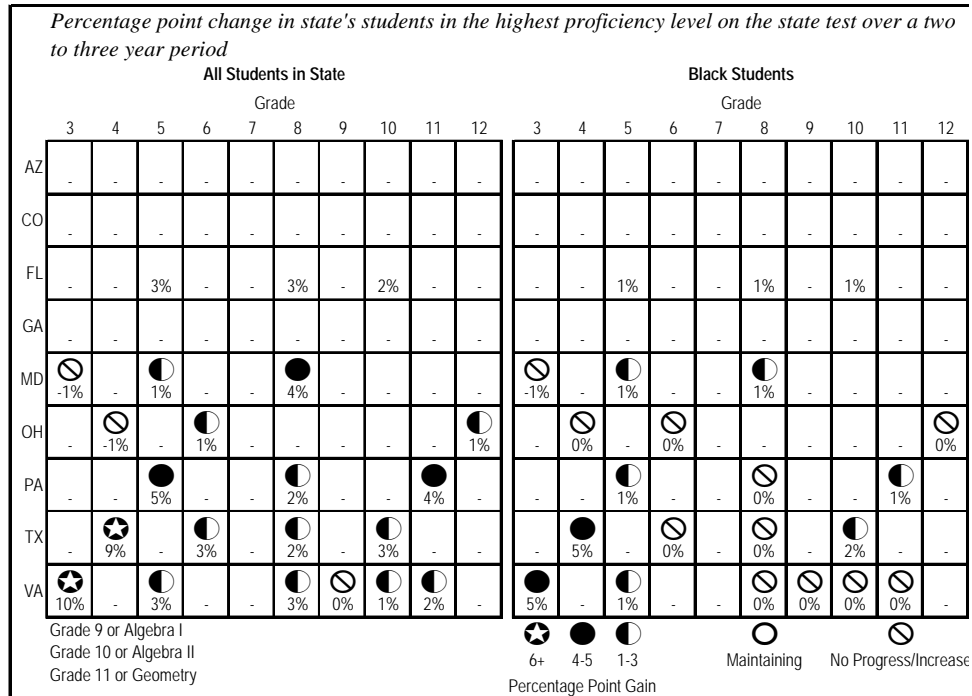 Percentage point change in state's students in the highest proficiency level on the state test over a two
to three year period
All Students in State Black Students
Grade Grade
3 4 5 6 7 8 9 10 11 12 3 4 5 6 7 8 9 10 11 12
AZ - - - - - - - - - - - - - - - - - - - -
CO - - - - - - - - - - - - - - - - - - - -
FL - - 3% - - 3% - 2% - - - - 1% - - 1% - 1% - -
GA - - - - - - - - - - - - - - - - - - - -
MD -1% - 1% - - 4% - - - - -1% - 1% - - 1% - - - -
OH - -1% - 1% - - - - - 1% - 0% - 0% - - - - - 0%
PA - - 5% - - 2% - - 4% - - - 1% - - 0% - - 1% -
TX - 9% - 3% - 2% - 3% - - - 5% - 0% - 0% - 2% - -
VA 10% - 3% - - 3% 0% 1% 2% - 5% - 1% - - 0% 0% 0% 0% -
Grade 9 or Algebra I
Grade 10 or Algebra II
Grade 11 or Geometry
6+ 4-5 1-3 Maintaining No Progress/Increase
Percentage Point Gain